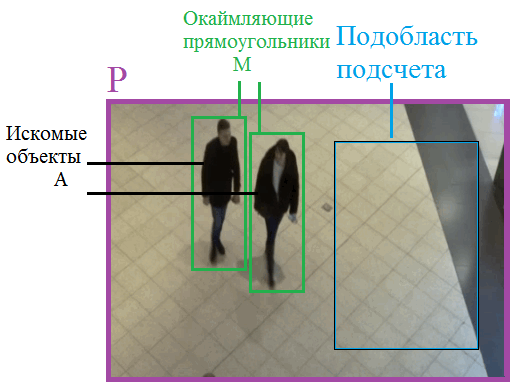 Окаймляющие
прямоугольники
М
Подобласть
подсчета
Р
Искомые
объекты
А